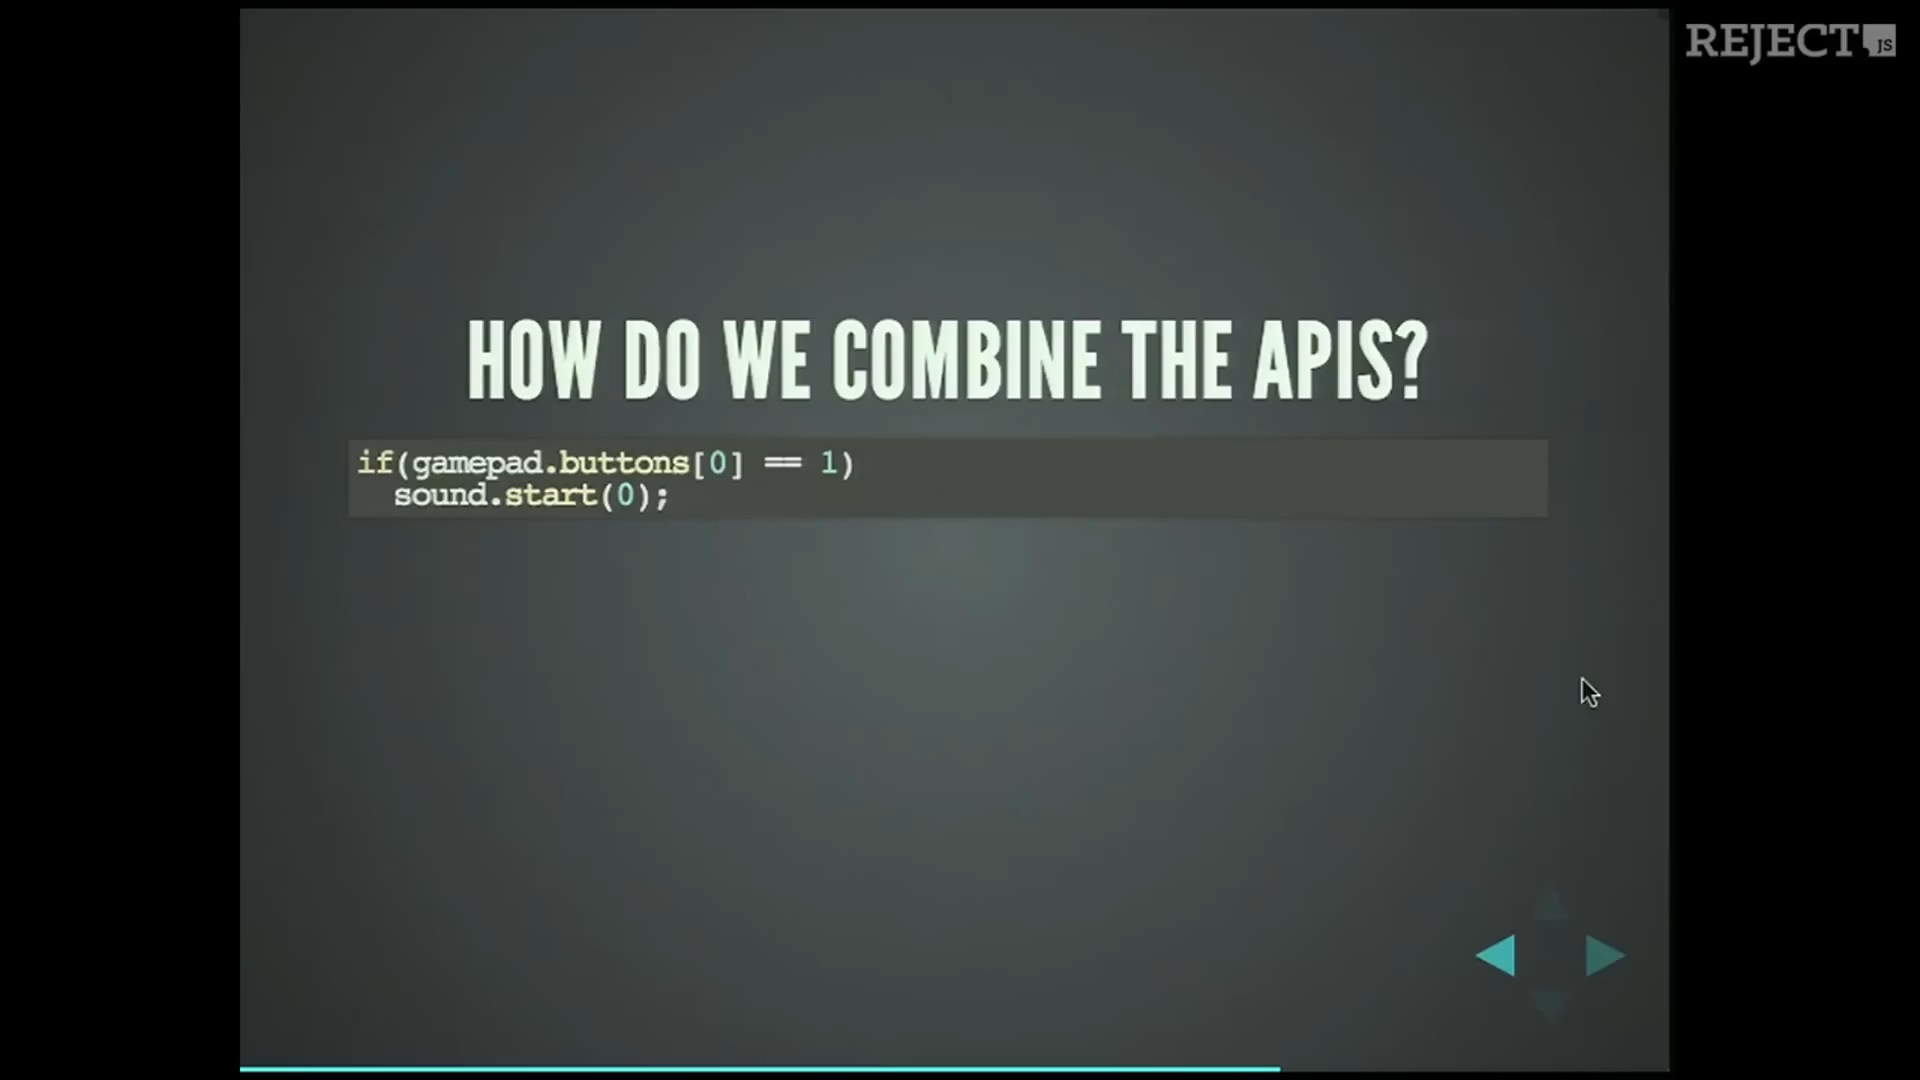 REJECT JS
HOW DO WE COMBINE THE APIS?
if(gamepad.buttons[0] == 1)
  sound.start(0);